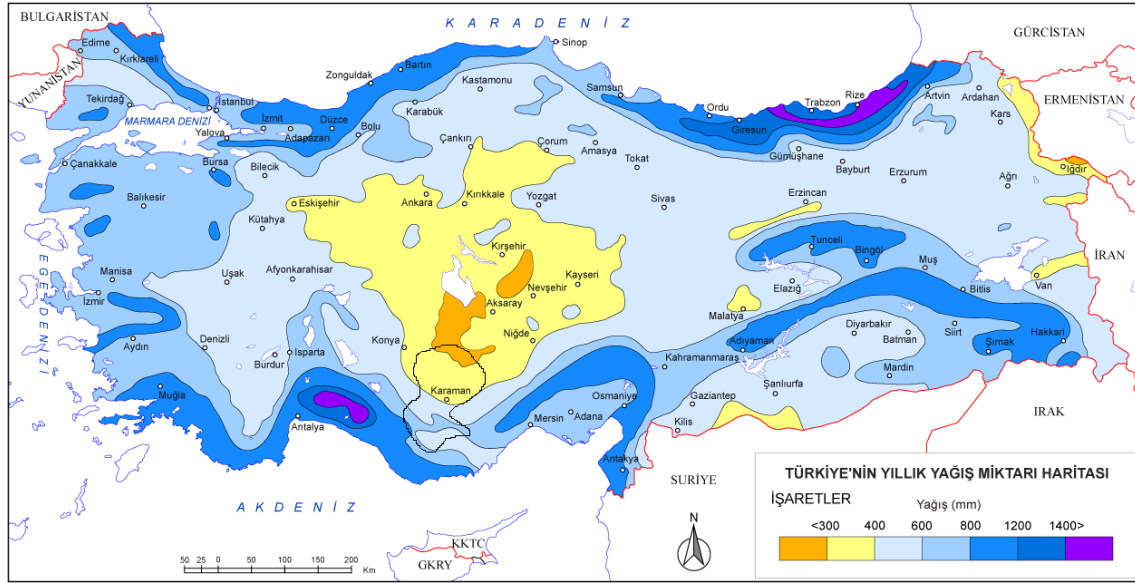 BULGARİSTAN
KARADENİZ
GÜRCİSTAN
YUNANİSTAN
ERMENİSTAN
Edirne
Kırklareli
Tekirdağ
İstanbul
MARMARA DENİZİ
Yalova
İzmit
Adapazarı
Düzce
Bolu
Zonguldak
Bartın
Karabük
Kastamonu
Sinop
Samsun
Ordu
Giresun
Trabzon
Rize
Artvin
Ardahan
Kars
Iğdır
Çanakkale
Bursa
Bilecik
Çankırı
Çorum
Amasya
Tokat
Gümüşhane
Bayburt
Erzurum
Ağrı
Balıkesir
Eskişehir
Ankara
Kırıkkale
Yozgat
Sivas
Erzincan
Kütahya
EGE DENİZİ
Manisa
İzmir
Uşak
Afyonkarahisar
Kırşehir
Kayseri
Nevşehir
Aksaray
Niğde
Tunceli
Bingöl
Muş
Elazığ
Malatya
Bitlis
Van
İRAN
Aydın
Denizli
Burdur
Isparta
Konya
Karaman
Kahramanmaraş
Adıyaman
Diyarbakır
Batman
Siirt
Şırnak
Hakkari
Mardin
Şanlıurfa
Muğla
Antalya
Mersin
Adana
Osmaniye
Gaziantep
Kilis
Antakya
IRAK
SURİYE
AKDENİZ
KKTC
GKRY
50 25 0 50 100 150 200
Km
N
TÜRKİYE'NİN YILLIK YAĞIŞ MİKTARI HARİTASI
İŞARETLER
Yağış (mm)
<300 400 600 800 1200 1400>